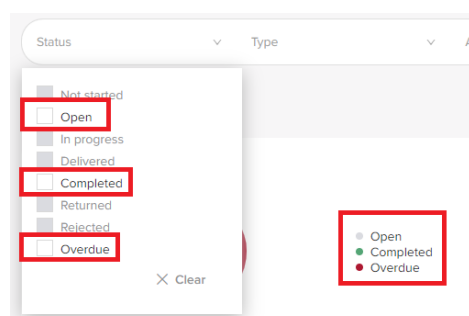 Status
Type
A
Not started
Open
In progress
Delivered
Completed
Returned
Rejected
Overdue
Clear
Open
Completed
Overdue